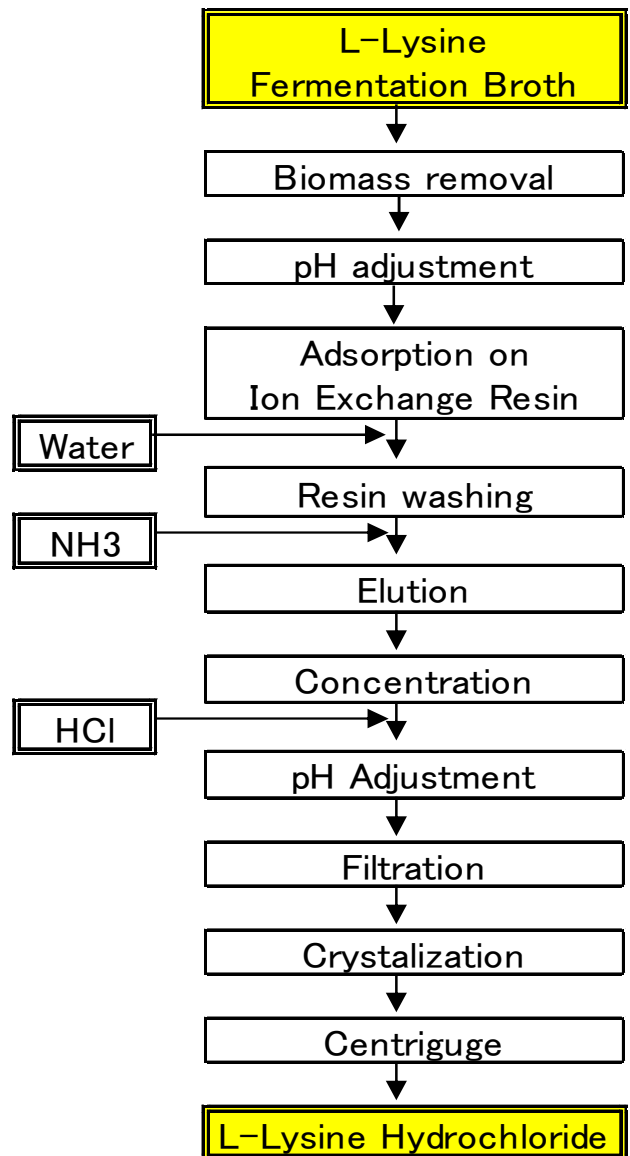 L-Lysine
Fermentation Broth
Biomass removal
pH adjustment
Adsorption on
Ion Exchange Resin
Water
Resin washing
NH3
Elution
Concentration
HCl
pH Adjustment
Filtration
Crystalization
Centriguge
L-Lysine Hydrochloride